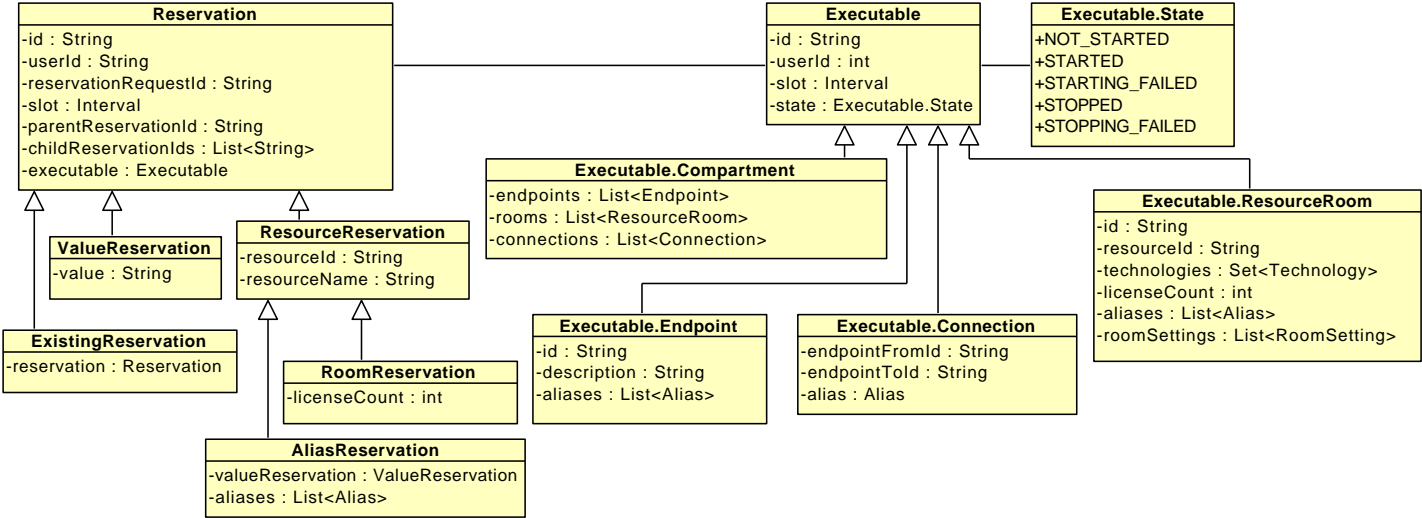 Reservation
-id : String
-userId : String
-reservationRequestId : String
-slot : Interval
-parentReservationId : String
-childReservationIds : List<String>
-executable : Executable
Executable
-id : String
-userId : int
-slot : Interval
-state : Executable.State
Executable.State
+NOT_STARTED
+STARTED
+STARTING_FAILED
+STOPPED
+STOPPING_FAILED
Executable.Compartment
-endpoints : List<Endpoint>
-rooms : List<ResourceRoom>
-connections : List<Connection>
Executable.ResourceRoom
-id : String
-resourceId : String
-technologies : Set<Technology>
-licenseCount : int
-aliases : List<Alias>
-roomSettings : List<RoomSetting>
ValueReservation
-value : String
ResourceReservation
-resourceId : String
-resourceName : String
ExistingReservation
-reservation : Reservation
RoomReservation
-licenseCount : int
Executable.Endpoint
-id : String
-description : String
-aliases : List<Alias>
Executable.Connection
-endpointFromId : String
-endpointToId : String
-alias : Alias
AliasReservation
-valueReservation : ValueReservation
-aliases : List<Alias>